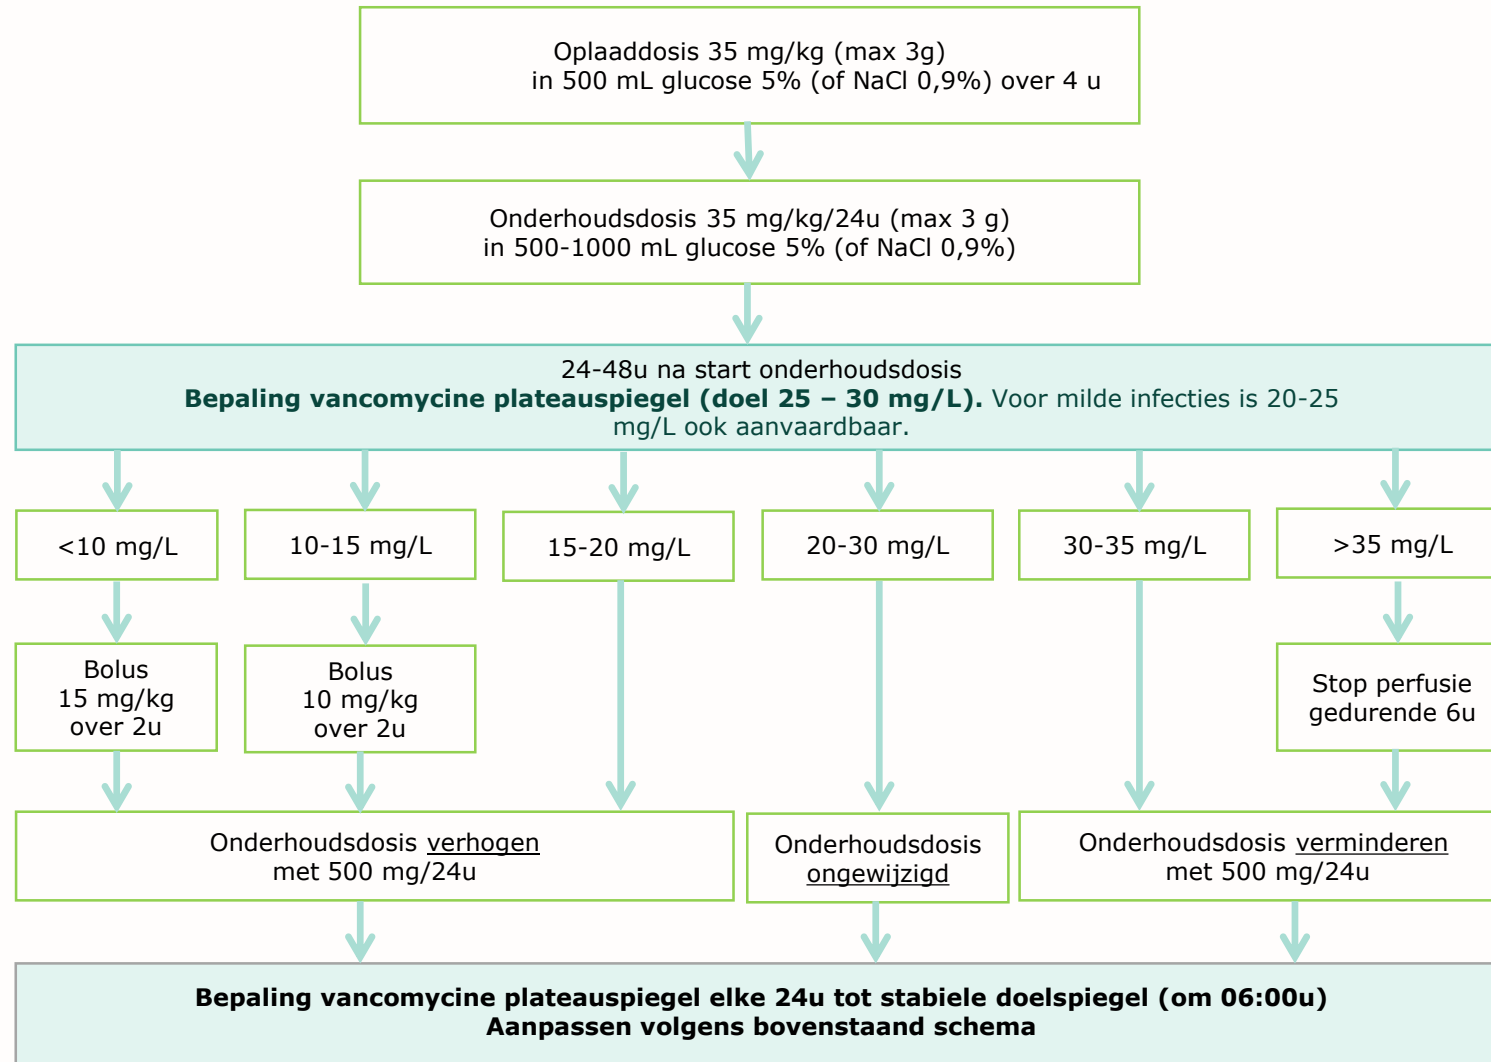 Oplaaddosis 35 mg/kg (max 3g)
in 500 mL glucose 5% (of NaCl 0,9%) over 4 u
Onderhoudsdosis 35 mg/kg/24u (max 3 g)
in 500-1000 mL glucose 5% (of NaCl 0,9%)
24-48u na start onderhoudsdosis
Bepaling vancomycine plateauspiegel (doel 25 – 30 mg/L). Voor milde infecties is 20-25
mg/L ook aanvaardbaar.
<10 mg/L
10-15 mg/L
15-20 mg/L
20-30 mg/L
30-35 mg/L
>35 mg/L
Bolus
15 mg/kg
over 2u
Bolus
10 mg/kg
over 2u
Stop perfusie
gedurende 6u
Onderhoudsdosis verhogen
met 500 mg/24u
Onderhoudsdosis
ongewijzigd
Onderhoudsdosis verminderen
met 500 mg/24u
Bepaling vancomycine plateauspiegel elke 24u tot stabiele doelspiegel (om 06:00u)
Aanpassen volgens bovenstaand schema